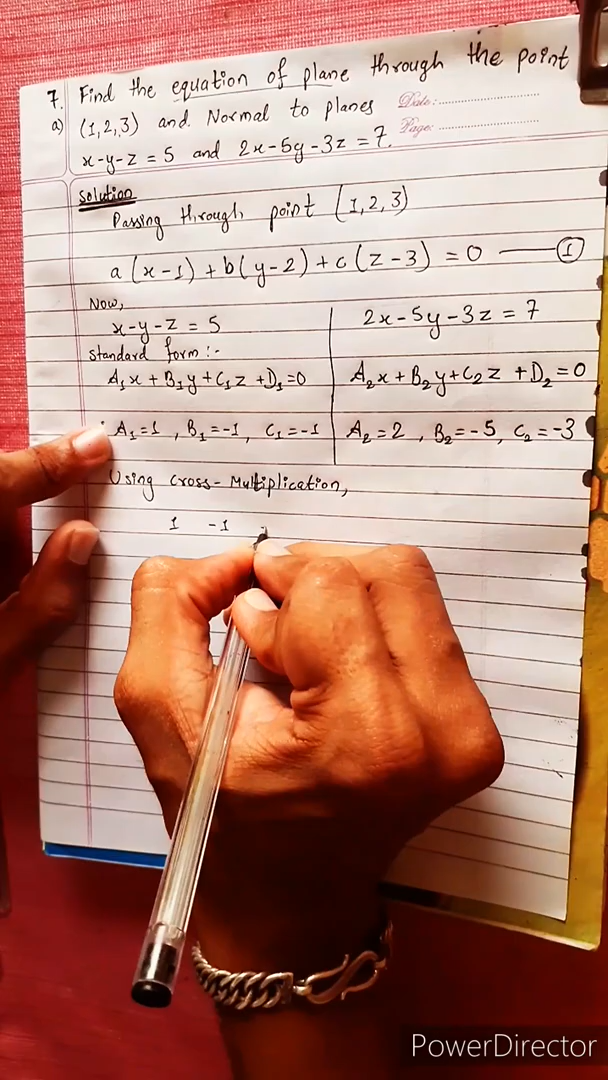 7. Find the equation of plane through the point
a) (1,2,3) and Normal to planes
Date:
x-y-z = 5 and 2x-5y-3z = 7.
Page:
Solution
Passing through point (1,2,3)
a(x-1)+b(y-2)+c(z-3) = 0 — ①
Now,
x-y-z = 5
2x-5y-3z = 7
standard form:-
A₁x+B₁y+C₁z+D₁=0
A₂x+B₂y+C₂z+D₂=0
A₁=1, B₁=-1, C₁=-1
A₂=2, B₂=-5, C₂=-3
Using Cross-Multiplication,
1 -1
PowerDirector